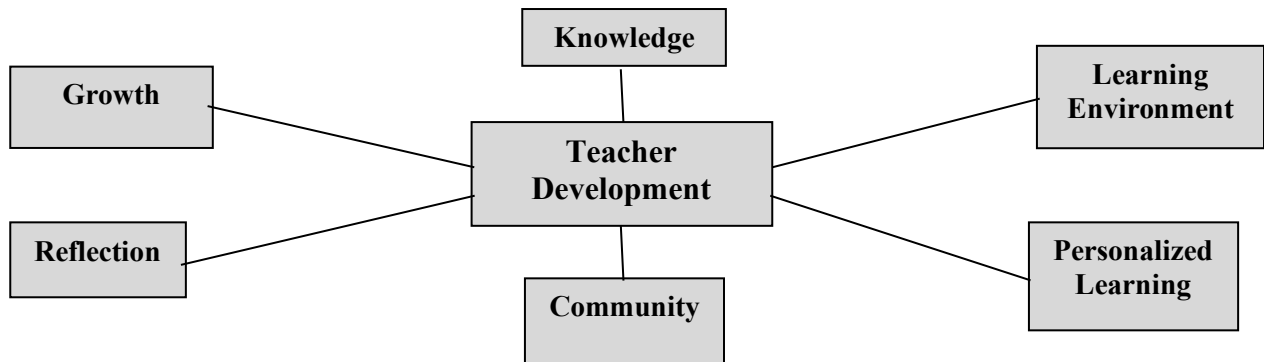 Knowledge
Growth
Learning
Environment
Teacher
Development
Reflection
Personalized
Learning
Community